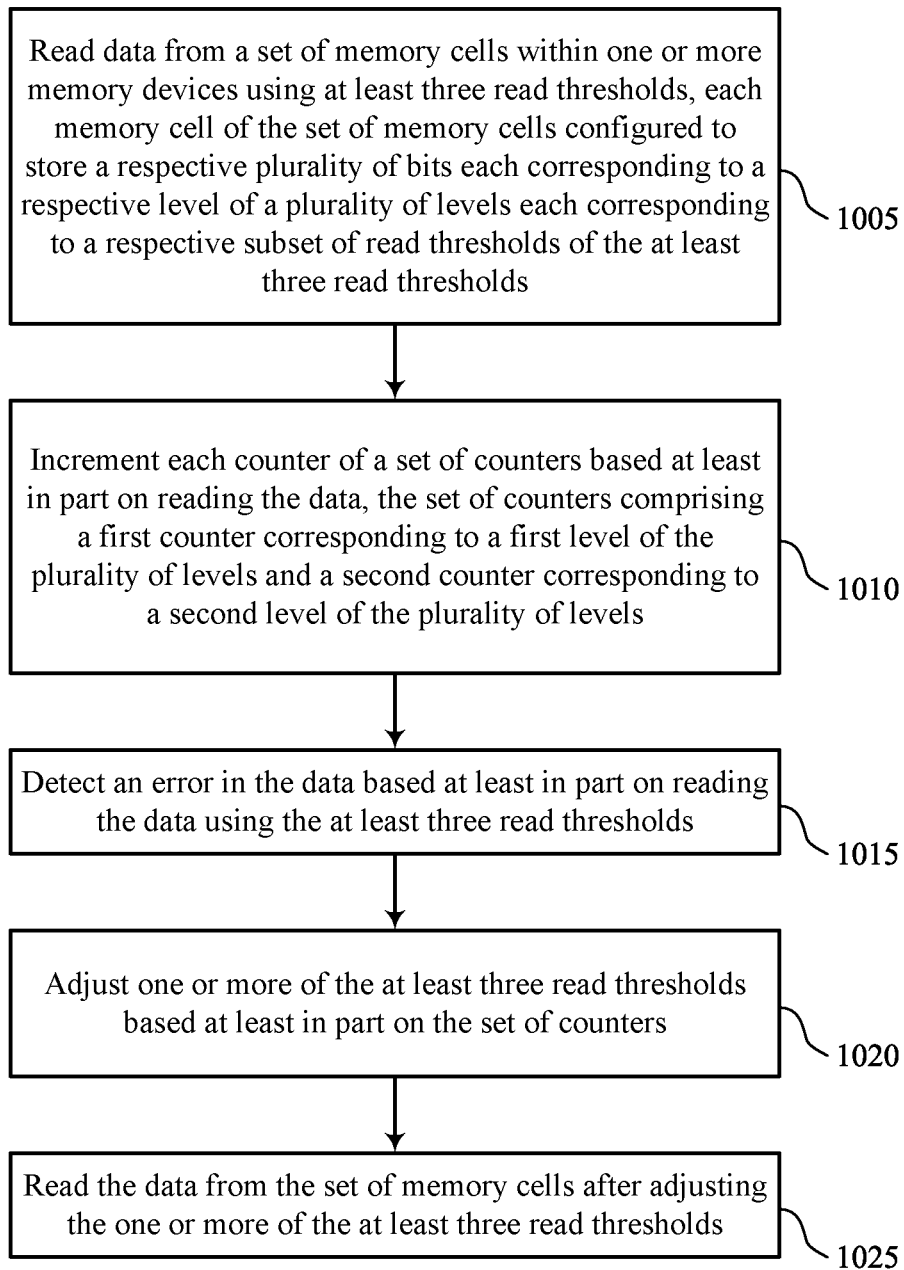 Read data from a set of memory cells within one or more
memory devices using at least three read thresholds, each
memory cell of the set of memory cells configured to
store a respective plurality of bits each corresponding to a
respective level of a plurality of levels each corresponding
to a respective subset of read thresholds of the at least
three read thresholds
1005
Increment each counter of a set of counters based at least
in part on reading the data, the set of counters comprising
a first counter corresponding to a first level of the
plurality of levels and a second counter corresponding to
a second level of the plurality of levels
1010
Detect an error in the data based at least in part on reading
the data using the at least three read thresholds
1015
Adjust one or more of the at least three read thresholds
based at least in part on the set of counters
1020
Read the data from the set of memory cells after adjusting
the one or more of the at least three read thresholds
1025